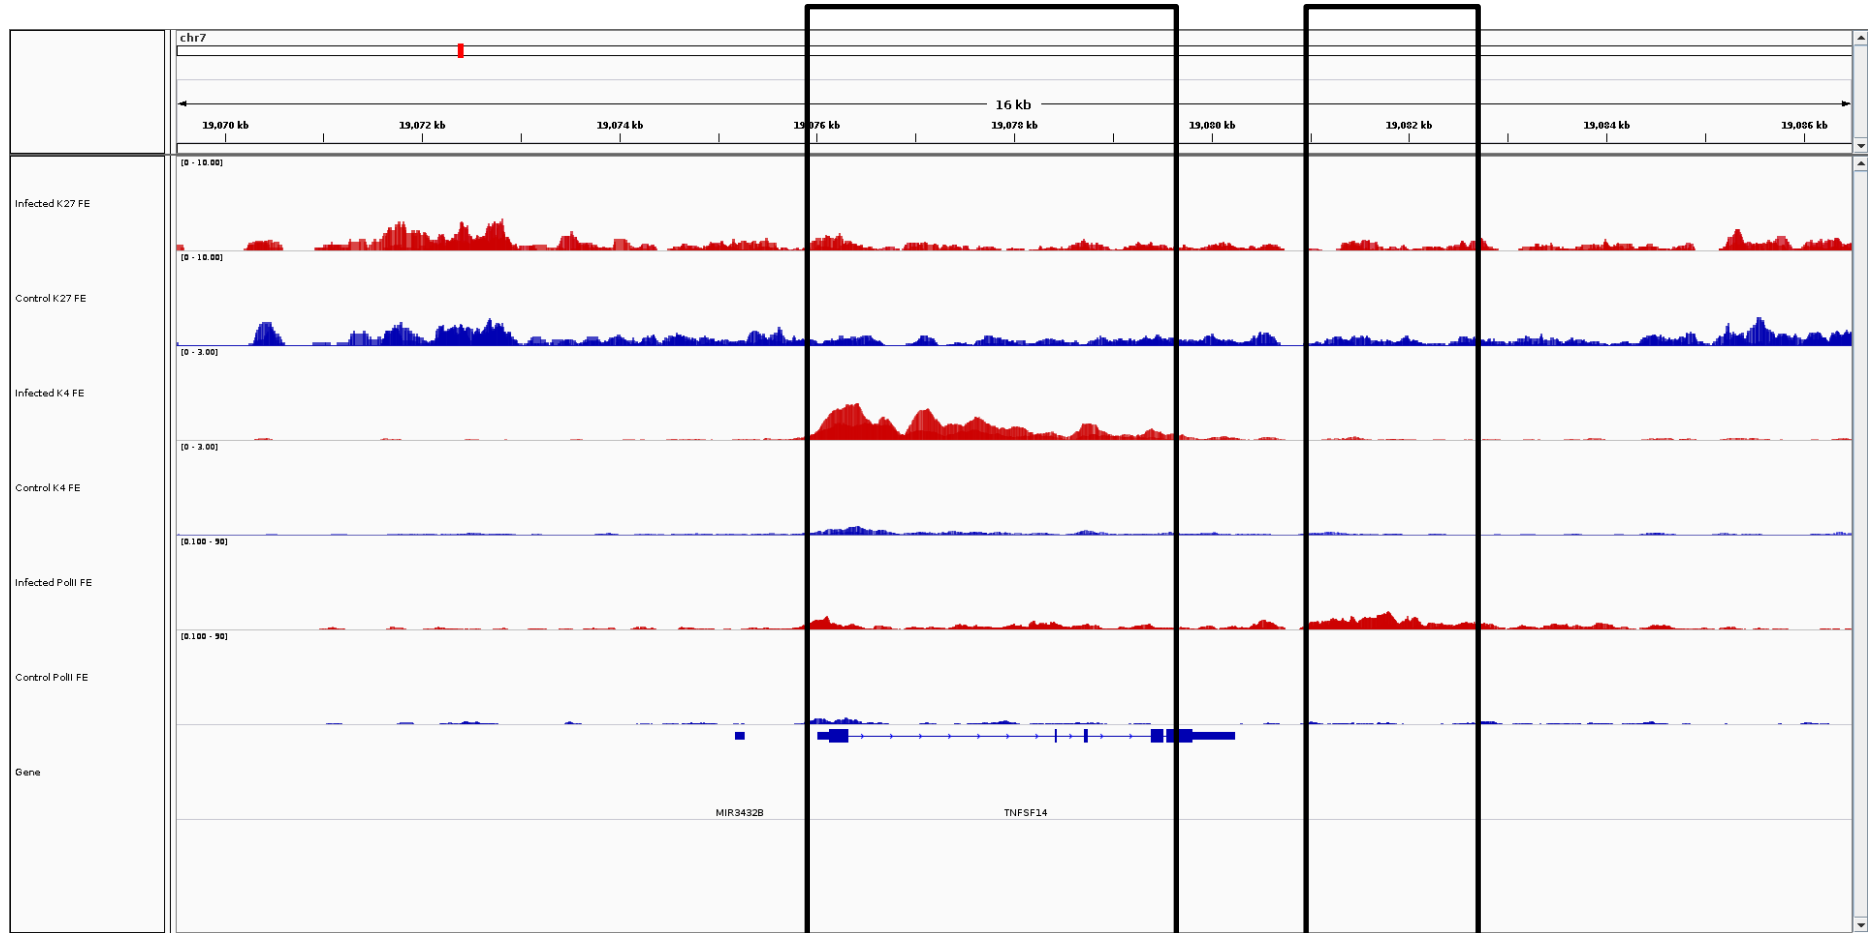 chr7
16 kb
19,070 kb 19,072 kb 19,074 kb 19,076 kb 19,078 kb 19,080 kb 19,082 kb 19,084 kb 19,086 kb
[0 - 10.00]
Infected K27 FE
[0 - 10.00]
Control K27 FE
[0 - 3.00]
Infected K4 FE
[0 - 3.00]
Control K4 FE
[0.100 - 90]
Infected PolII FE
[0.100 - 90]
Control PolII FE
Gene
MIR3432B TNFSF14